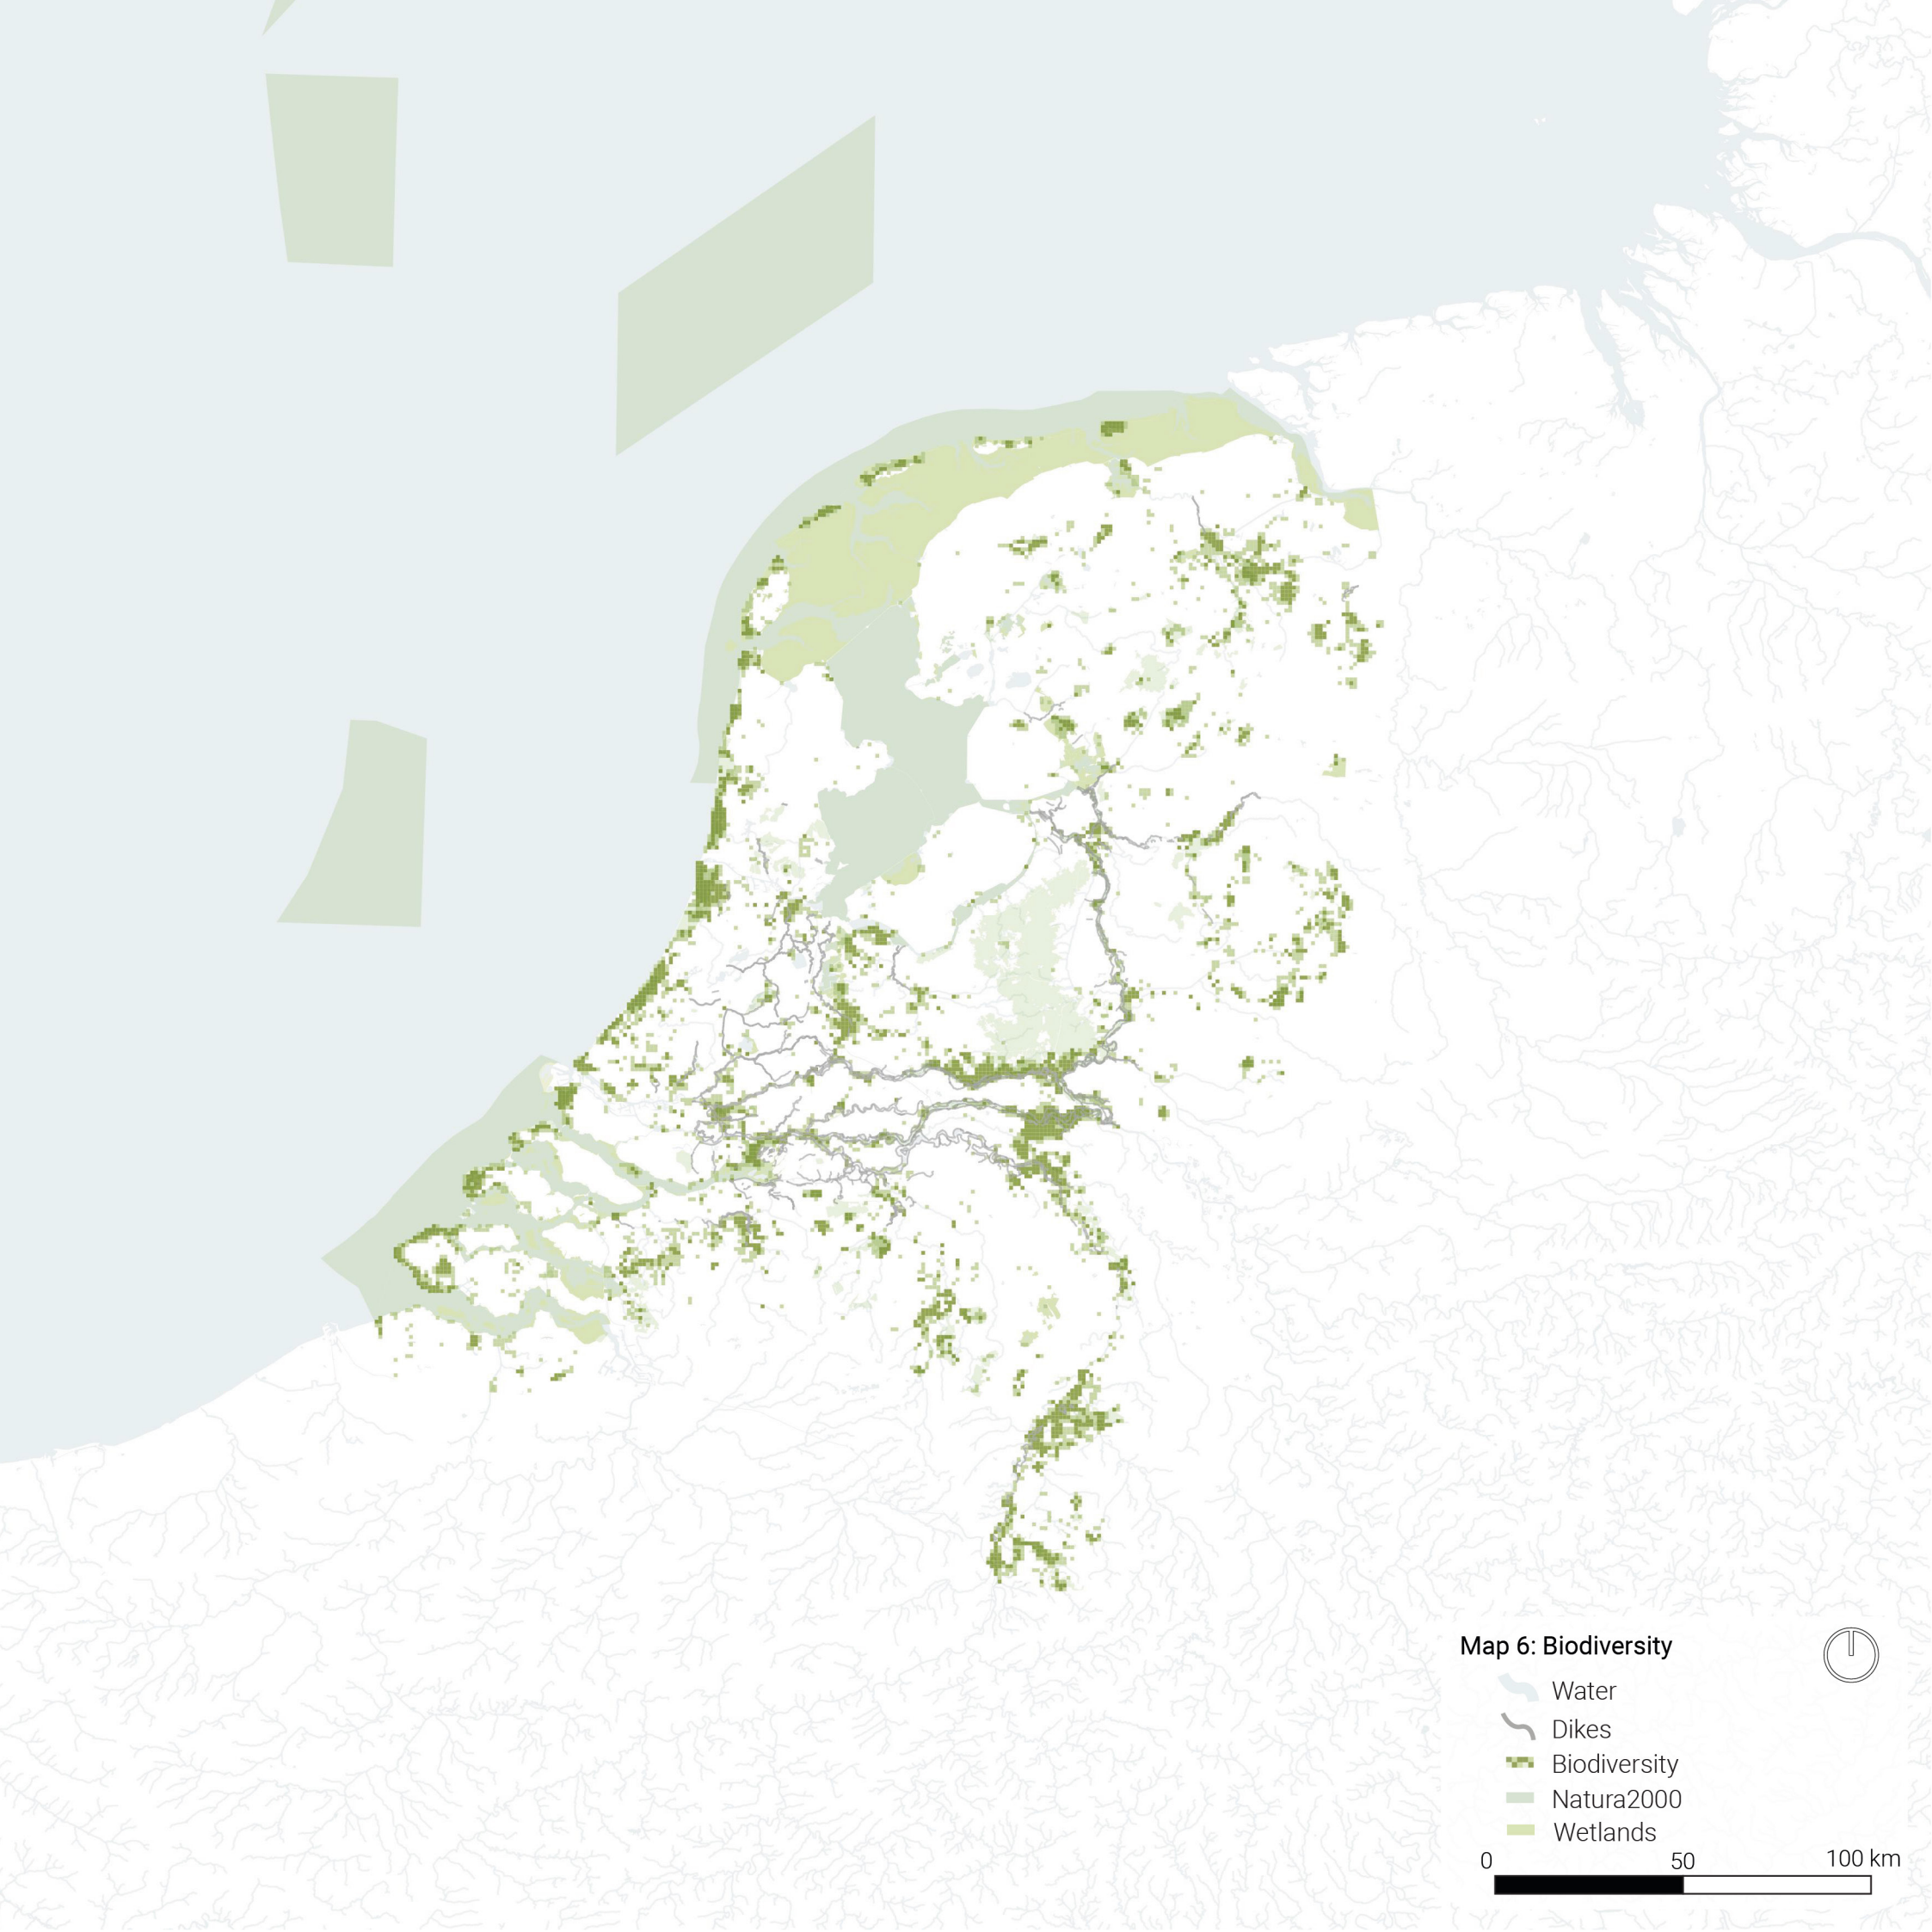 Map 6: Biodiversity
Water
Dikes
Biodiversity
Natura2000
Wetlands
0 50 100 km